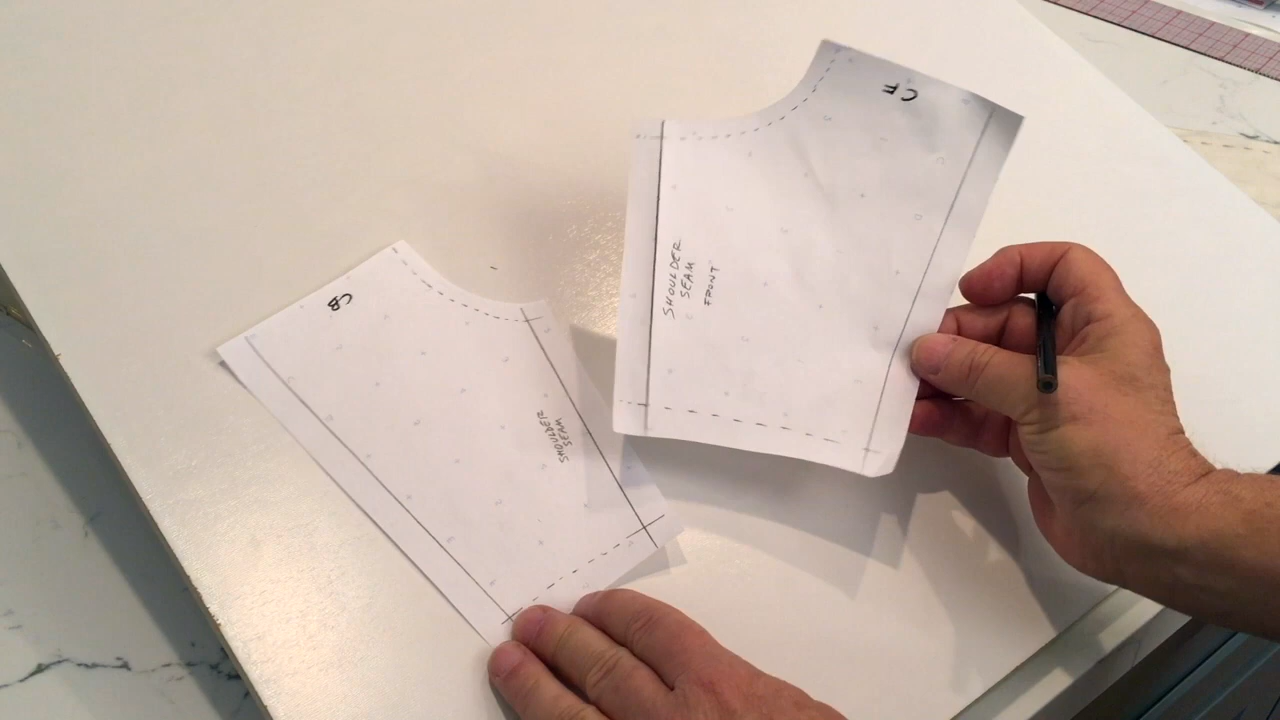 CB
SHOULDER
SEAM
CF
SHOULDER
SEAM
FRONT